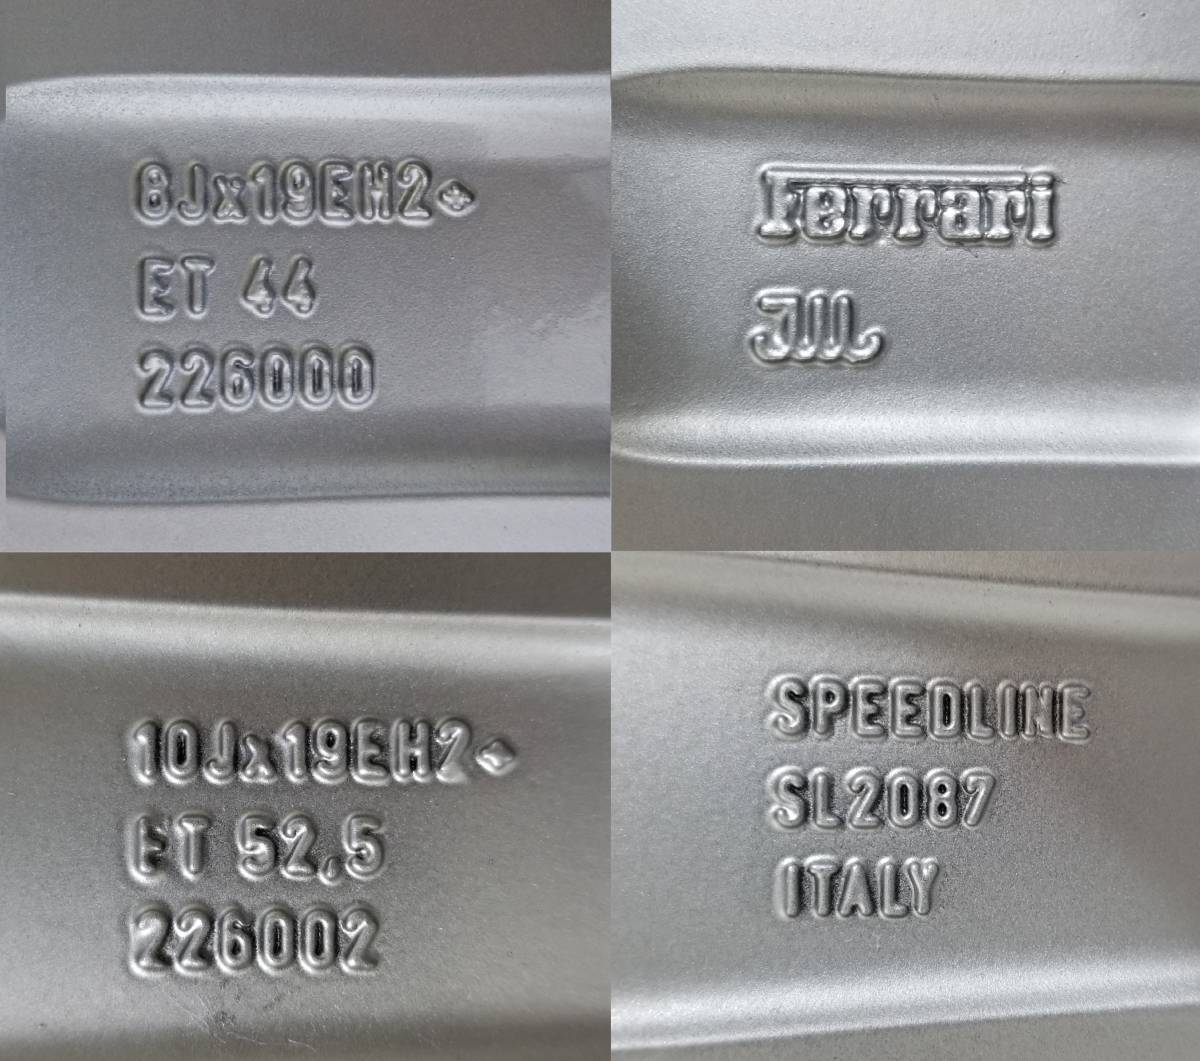 8Jx19EH2+
ET 44
226000
Ferrari
10Jx19EH2+
ET 52,5
226002
SPEEDLINE
SL2087
ITALY